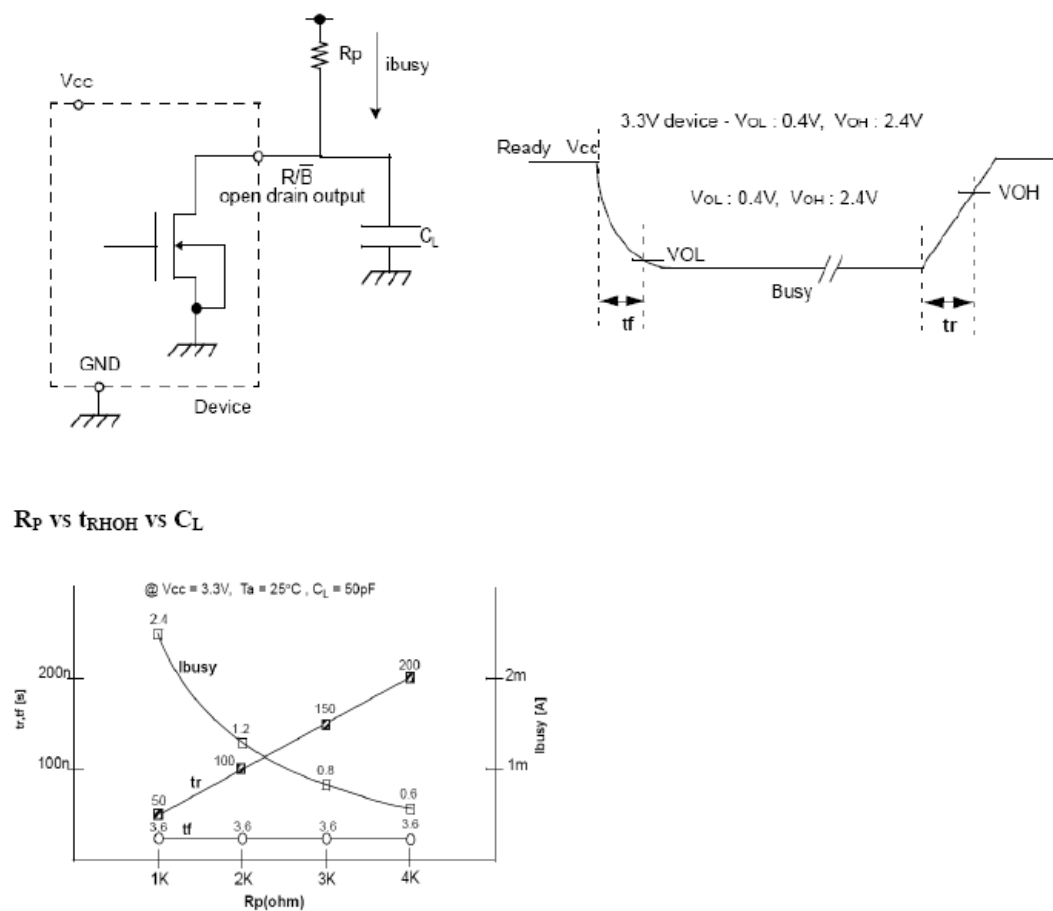 Rp
ibusy
Vcc
R/B̅
open drain output
CL
GND
Device
3.3V device - VOL : 0.4V, VOH : 2.4V
Ready Vcc
VOH
VOL : 0.4V, VOH : 2.4V
VOL
Busy
tf
tr
RP vs tRHOH vs CL
@ Vcc = 3.3V, Ta = 25°C , CL = 50pF
2.4
Ibusy
200
200n
2m
150
1.2
tr,tf [s]
Ibusy [A]
100
100n
1m
0.8
tr
0.6
50
3.6
tf
3.6
3.6
3.6
1K
2K
3K
4K
Rp(ohm)